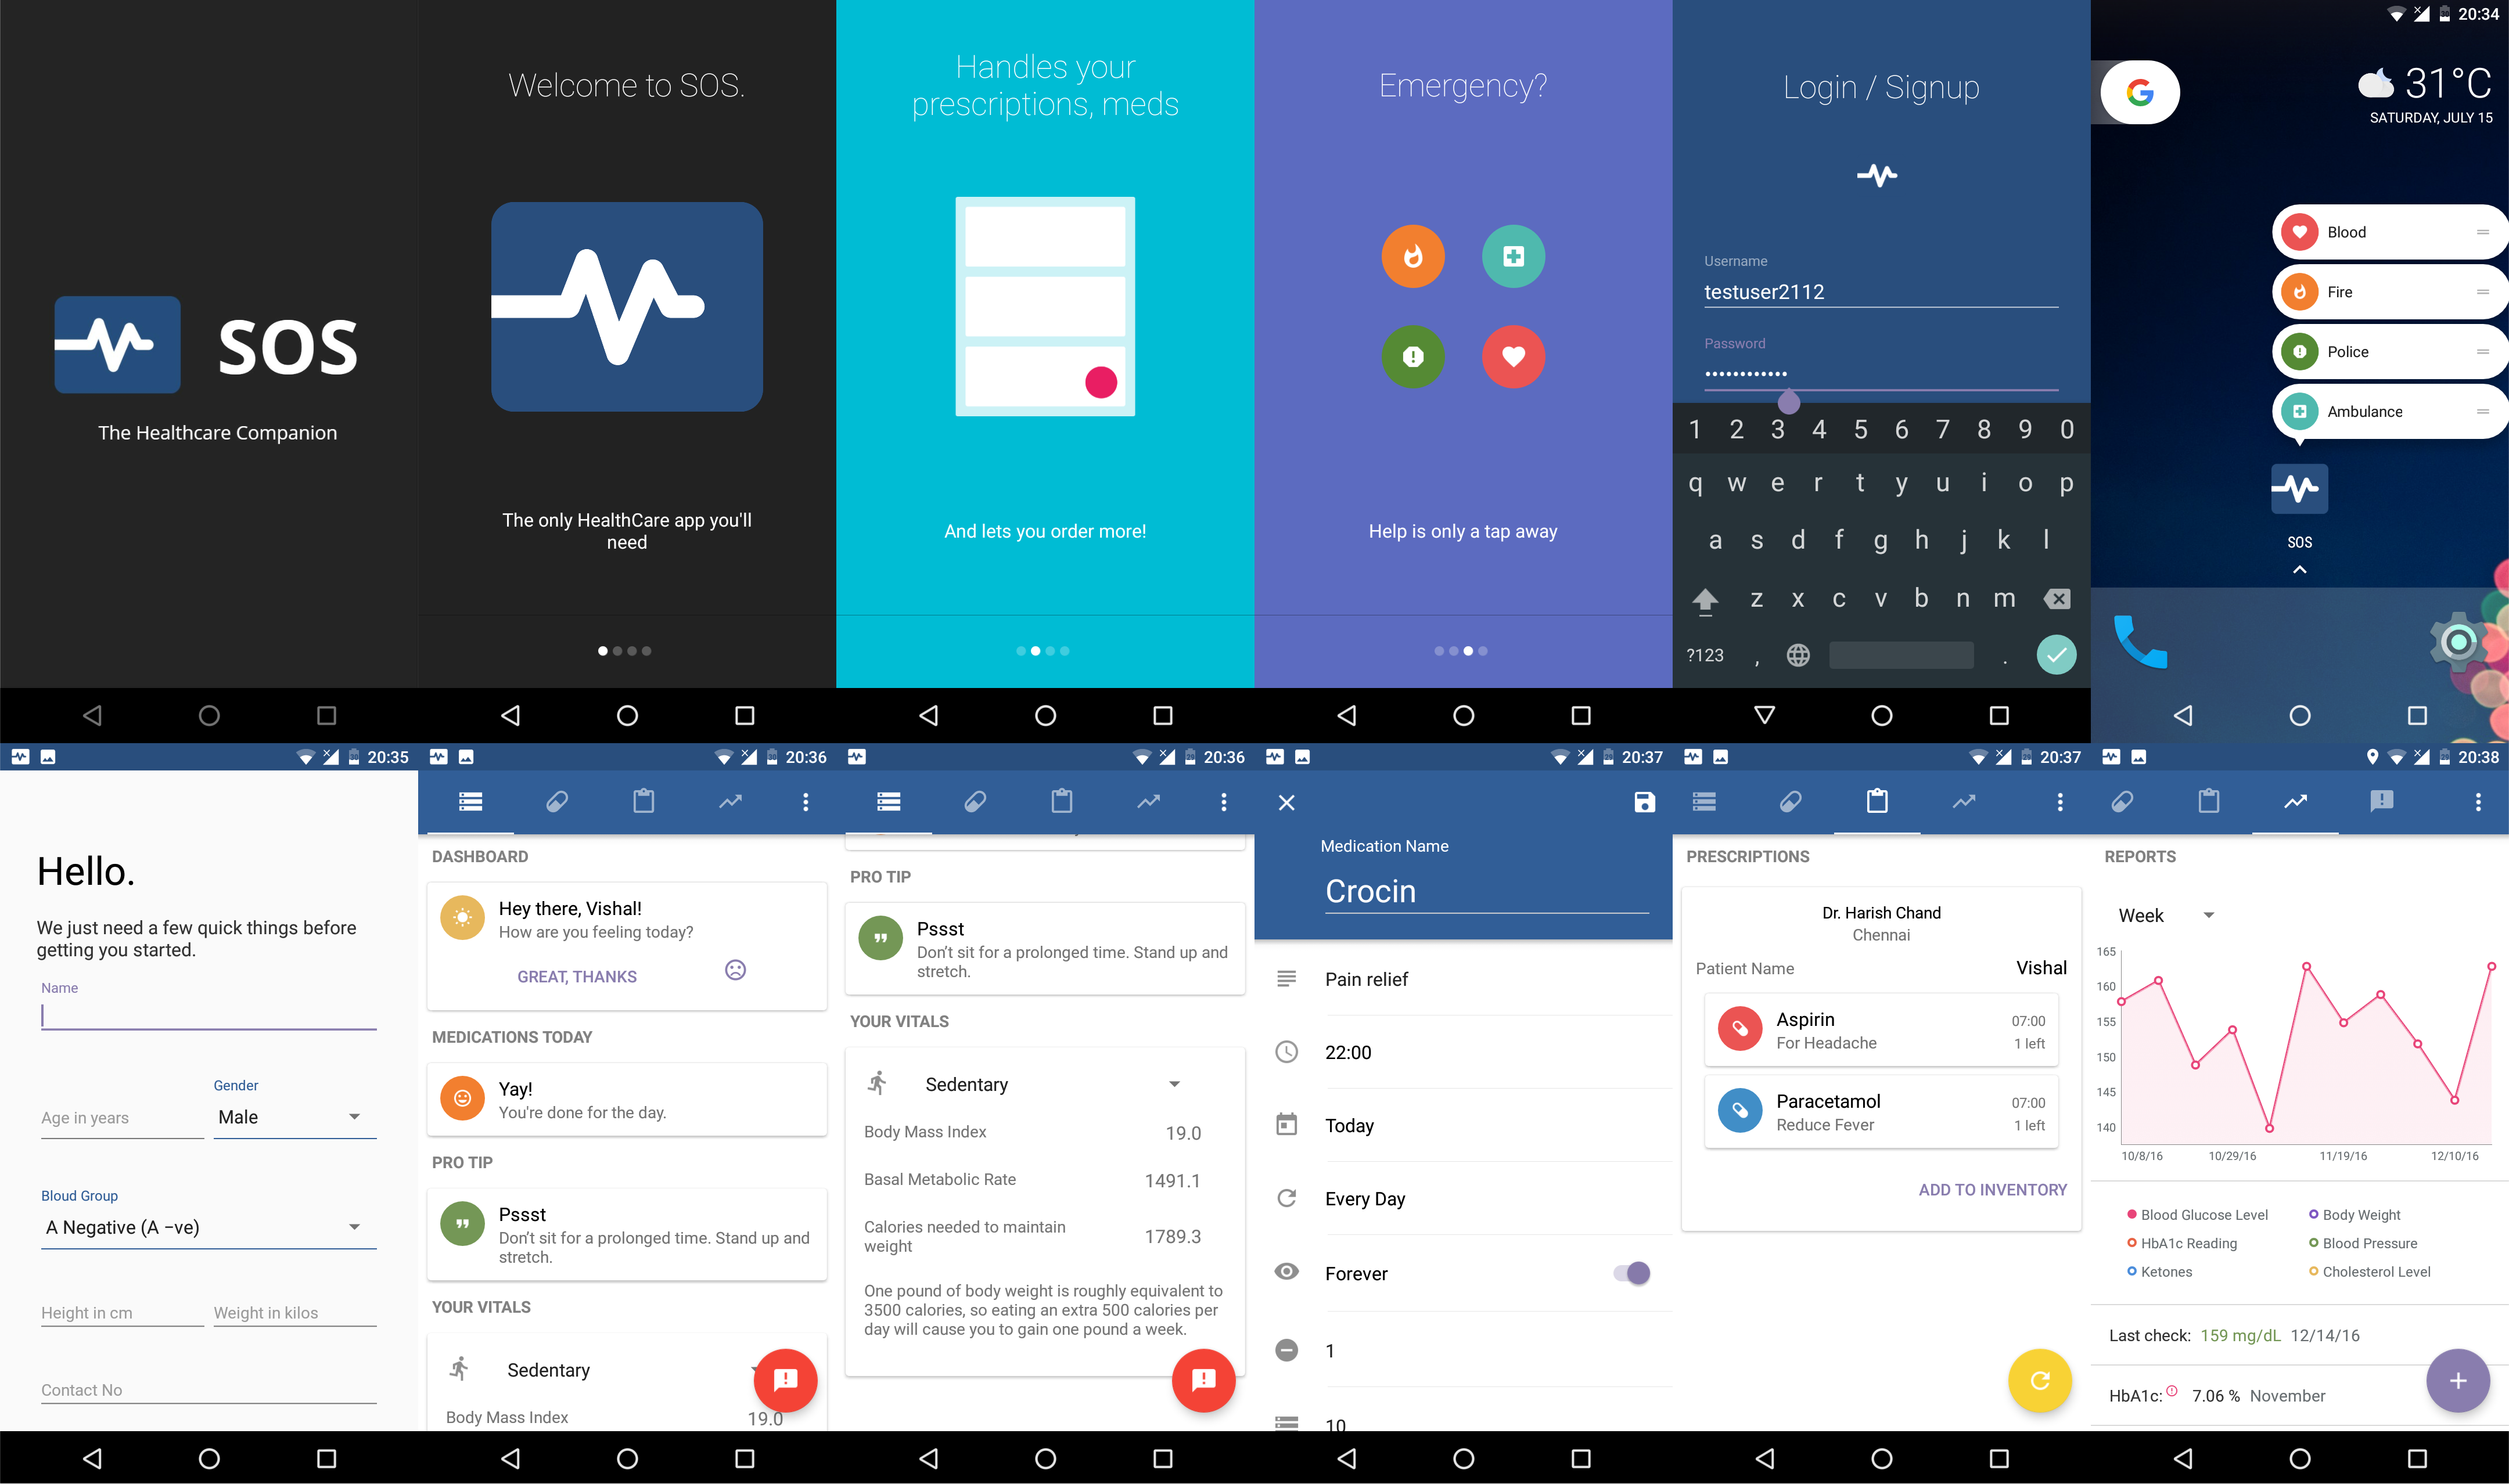 SOS
The Healthcare Companion
Welcome to SOS.
The only HealthCare app you'll
need
Handles your
prescriptions, meds
And lets you order more!
Emergency?
Help is only a tap away
Login / Signup
Username
testuser2112
Password
••••••••••••
1 2 3 4 5 6 7 8 9 0
q w e r t y u i o p
a s d f g h j k l
z x c v b n m
?123 , .
20:34
31°C
SATURDAY, JULY 15
Blood
Fire
Police
Ambulance
SOS
20:35
Hello.
We just need a few quick things before
getting you started.
Name
Age in years
Gender
Male
Bloud Group
A Negative (A −ve)
Height in cm
Weight in kilos
Contact No
20:36
DASHBOARD
Hey there, Vishal!
How are you feeling today?
GREAT, THANKS
MEDICATIONS TODAY
Yay!
You're done for the day.
PRO TIP
Pssst
Don't sit for a prolonged time. Stand up and
stretch.
YOUR VITALS
Sedentary
Body Mass Index 19.0
20:36
PRO TIP
Pssst
Don't sit for a prolonged time. Stand up and
stretch.
YOUR VITALS
Sedentary
Body Mass Index 19.0
Basal Metabolic Rate 1491.1
Calories needed to maintain
weight
1789.3
One pound of body weight is roughly equivalent to
3500 calories, so eating an extra 500 calories per
day will cause you to gain one pound a week.
20:37
Medication Name
Crocin
Pain relief
22:00
Today
Every Day
Forever
1
10
20:37
PRESCRIPTIONS
Dr. Harish Chand
Chennai
Patient Name Vishal
Aspirin 07:00
For Headache 1 left
Paracetamol 07:00
Reduce Fever 1 left
ADD TO INVENTORY
20:38
REPORTS
Week
165
160
155
150
145
140
10/8/16 10/29/16 11/19/16 12/10/16
Blood Glucose Level Body Weight
HbA1c Reading Blood Pressure
Ketones Cholesterol Level
Last check: 159 mg/dL 12/14/16
HbA1c: 7.06 % November